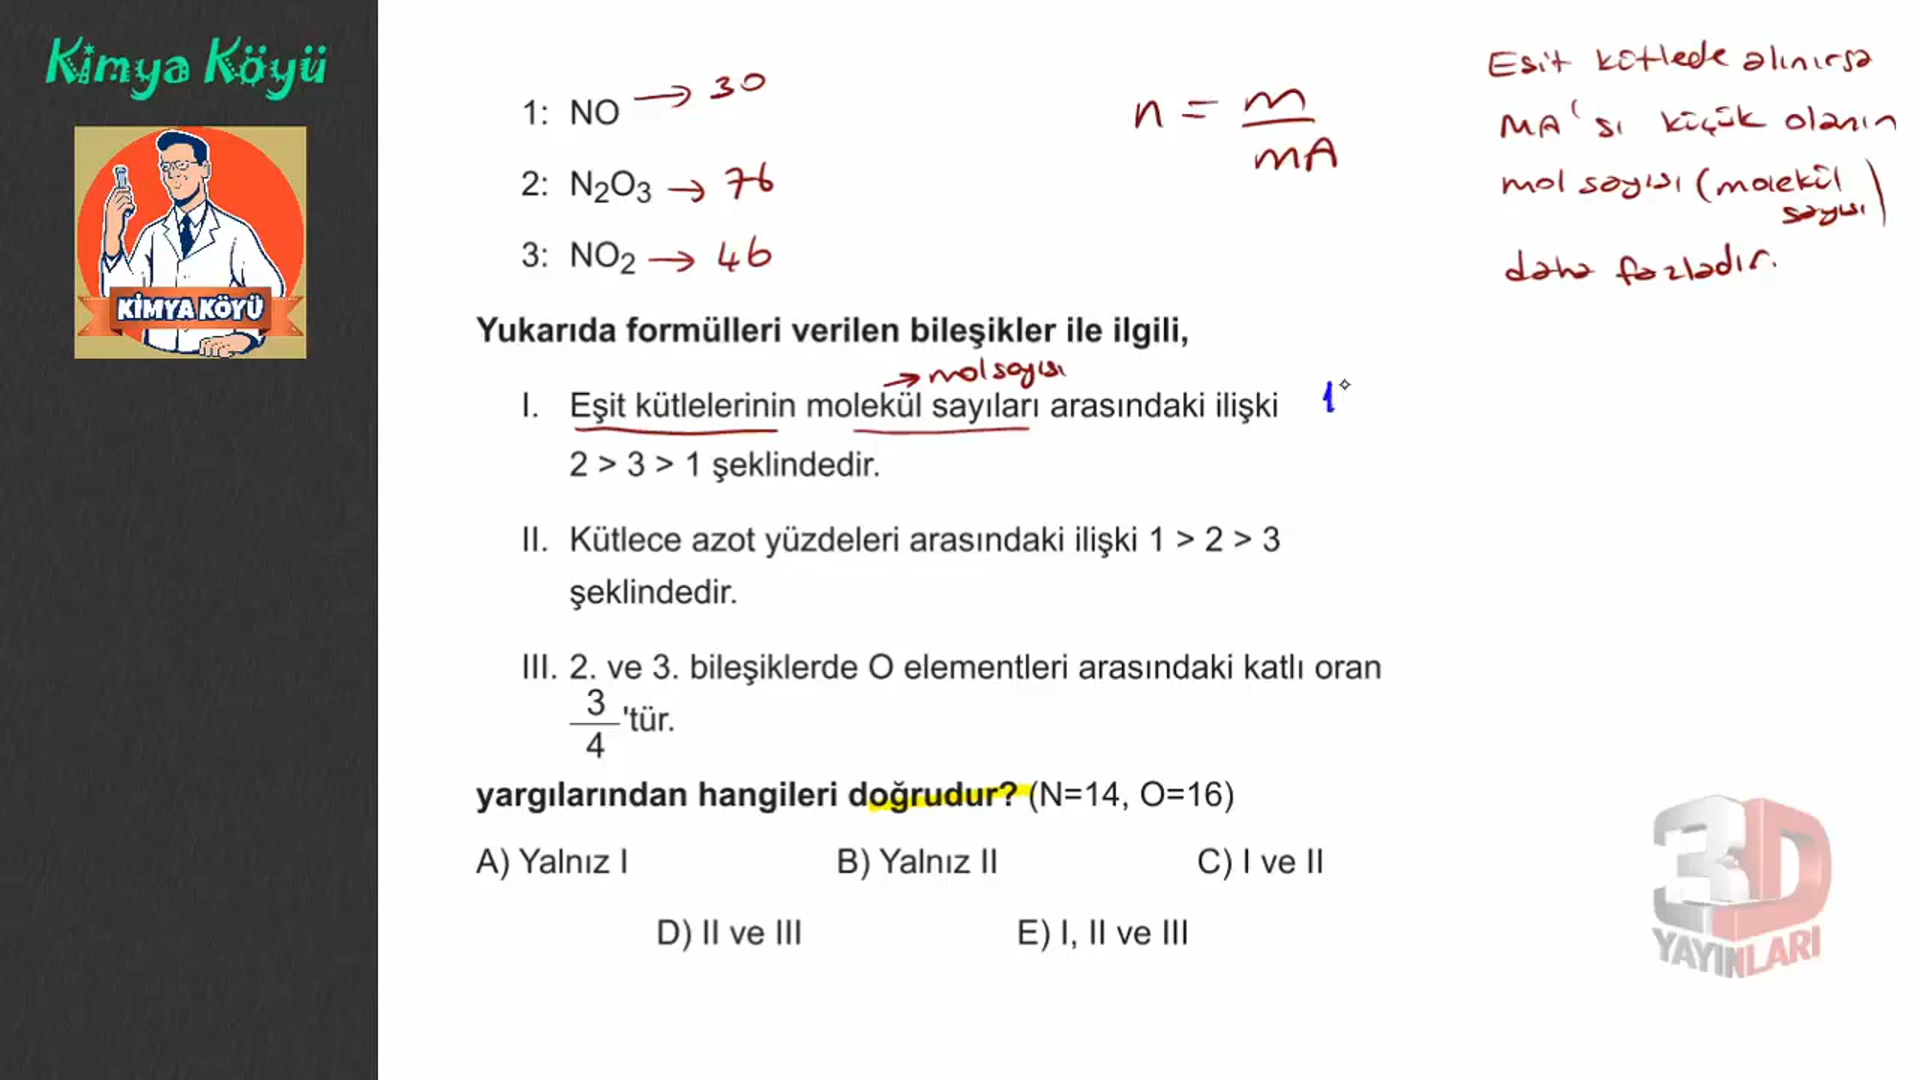 Kimya Köyü
KİMYA KÖYÜ
1: NO → 30
2: N₂O₃ → 76
3: NO₂ → 46
n = m / MA
Esit kütlede alınırsa
MA'sı küçük olanın
mol sayısı (molekül sayısı)
daha fazladır.
Yukarıda formülleri verilen bileşikler ile ilgili,
→ mol sayısı
I. Eşit kütlelerinin molekül sayıları arasındaki ilişki 1
2 > 3 > 1 şeklindedir.
II. Kütlece azot yüzdeleri arasındaki ilişki 1 > 2 > 3
şeklindedir.
III. 2. ve 3. bileşiklerde O elementleri arasındaki katlı oran
3/4 'tür.
yargılarından hangileri doğrudur? (N=14, O=16)
A) Yalnız I B) Yalnız II C) I ve II
D) II ve III E) I, II ve III
3D
YAYINLARI